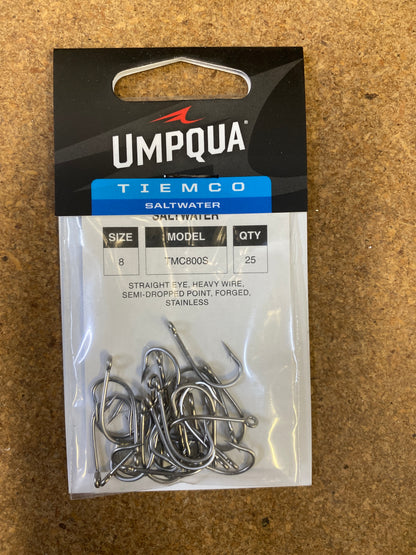 UMPQUA
TIEMCO
SALTWATER
SALTWATER
SIZE MODEL QTY
8 TMC800S 25
STRAIGHT EYE, HEAVY WIRE,
SEMI-DROPPED POINT, FORGED,
STAINLESS